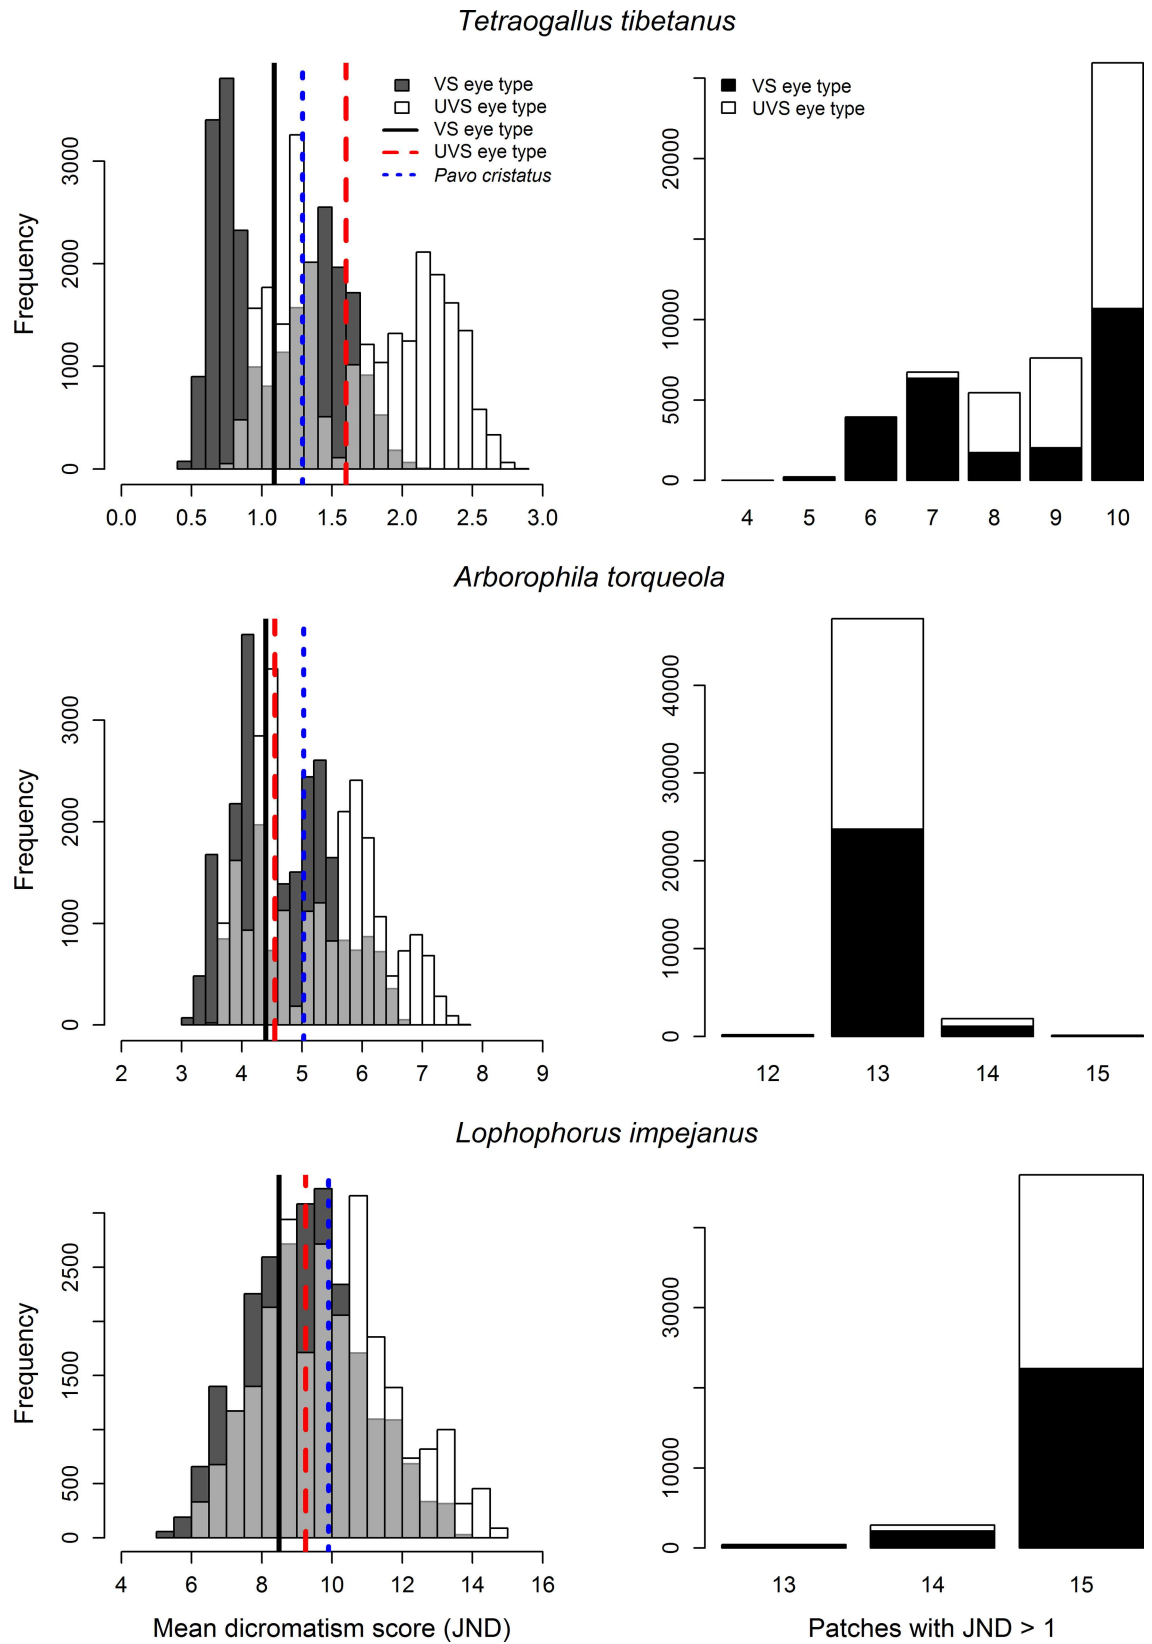 Tetraogallus tibetanus
VS eye type
UVS eye type
VS eye type
UVS eye type
Pavo cristatus
Frequency
0
1000
2000
3000
0.0 0.5 1.0 1.5 2.0 2.5 3.0
VS eye type
UVS eye type
0
5000
10000
20000
4 5 6 7 8 9 10
Arborophila torqueola
Frequency
0
1000
2000
3000
2 3 4 5 6 7 8 9
0
10000
20000
30000
40000
12 13 14 15
Lophophorus impejanus
Frequency
0
500
1500
2500
4 6 8 10 12 14 16
Mean dicromatism score (JND)
0
10000
30000
13 14 15
Patches with JND > 1